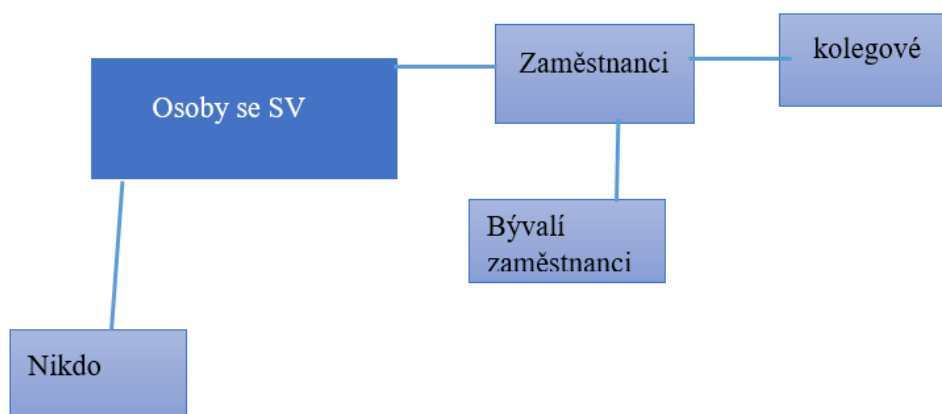 Osoby se SV
Zaměstnanci
kolegové
Bývalí
zaměstnanci
Nikdo